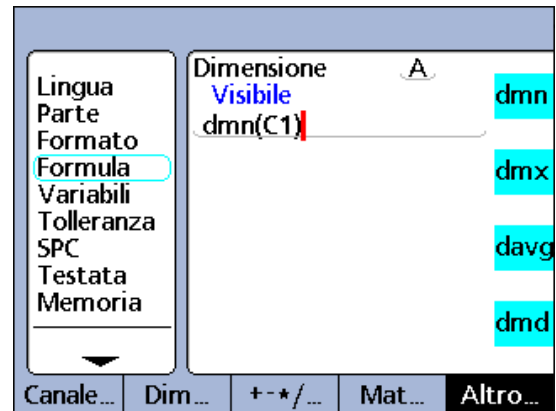 Lingua
Parte
Formato
Formula
Variabili
Tolleranza
SPC
Testata
Memoria
Dimensione A
Visibile
dmn(C1)
dmn
dmx
davg
dmd
Canale... Dim... +-*/... Mat... Altro...